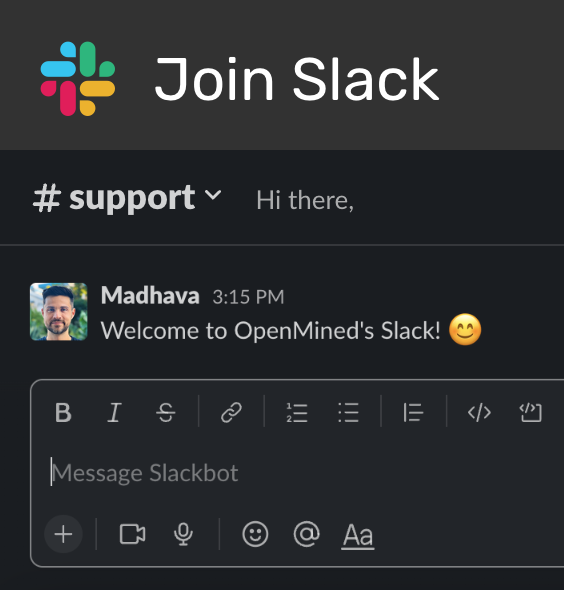 Join Slack
# support Hi there,
Madhava 3:15 PM
Welcome to OpenMined's Slack! 😊
B I S
Message Slackbot
+ @ Aa